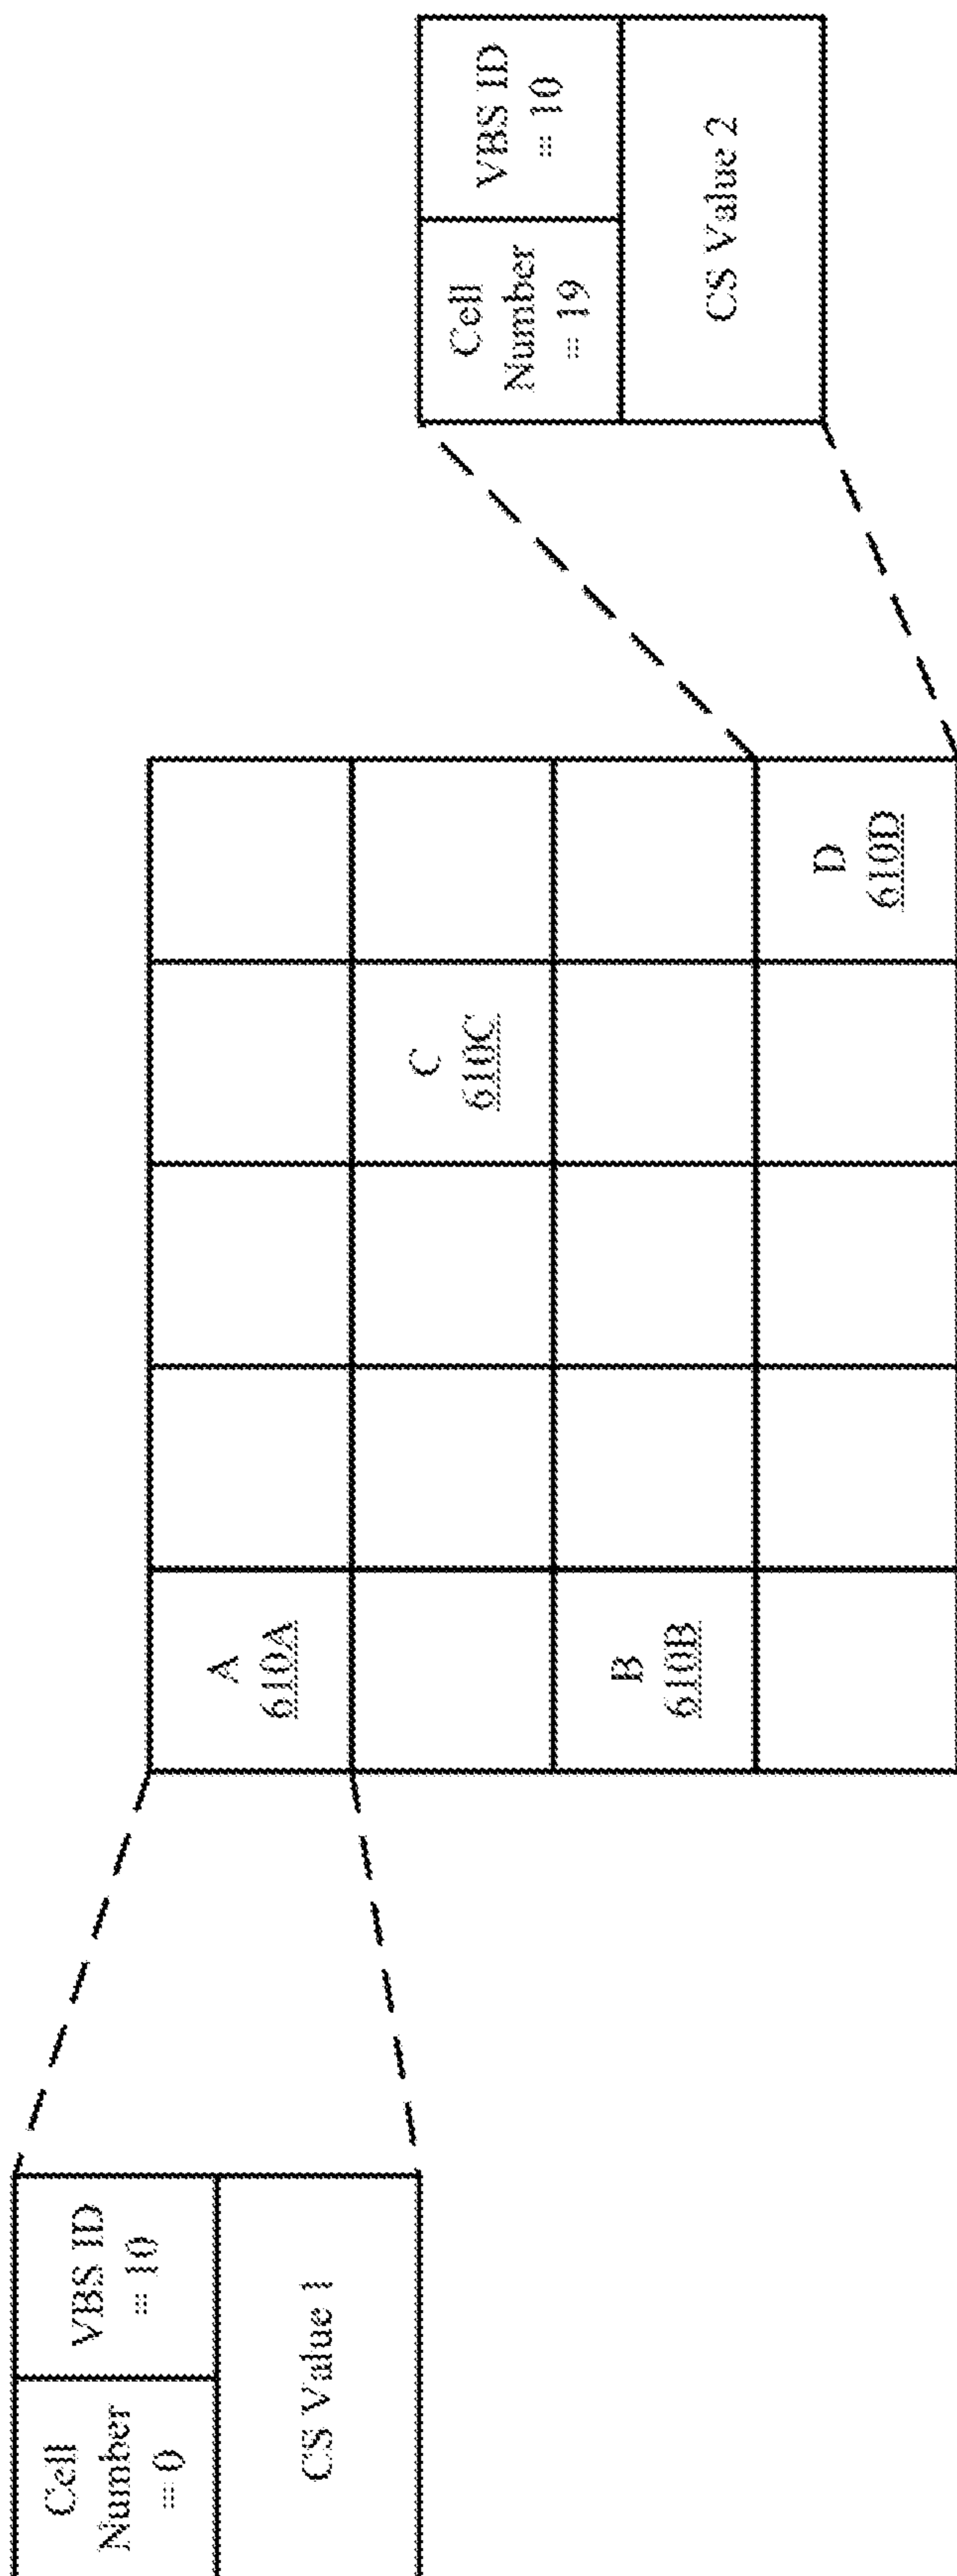 Cell
Number
= 0
VBS ID
= 10
CS Value 1
A
610A
B
610B
C
610C
D
610D
Cell
Number
= 19
VBS ID
= 10
CS Value 2